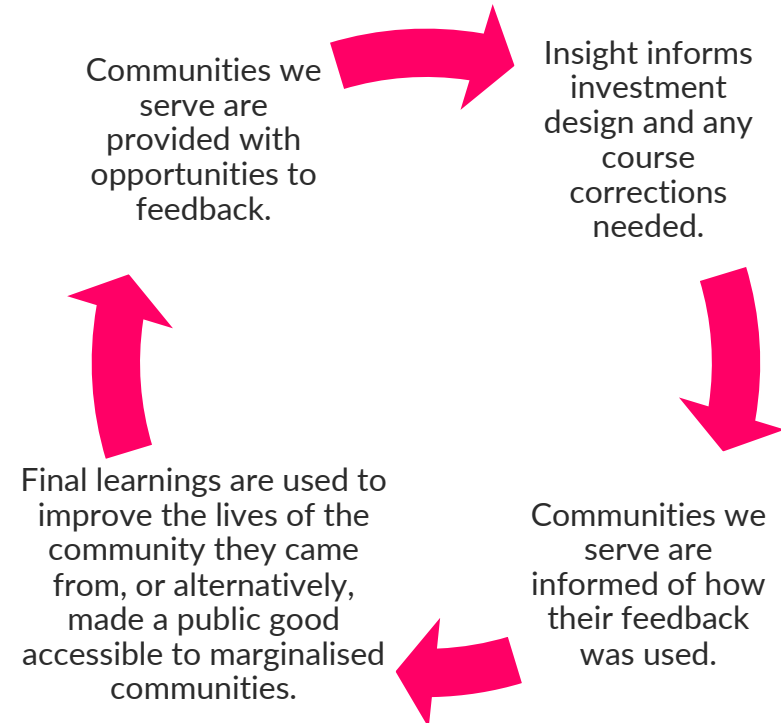 Communities we
serve are
provided with
opportunities to
feedback.
Insight informs
investment
design and any
course
corrections
needed.
Communities we
serve are
informed of how
their feedback
was used.
Final learnings are used to
improve the lives of the
community they came
from, or alternatively,
made a public good
accessible to marginalised
communities.